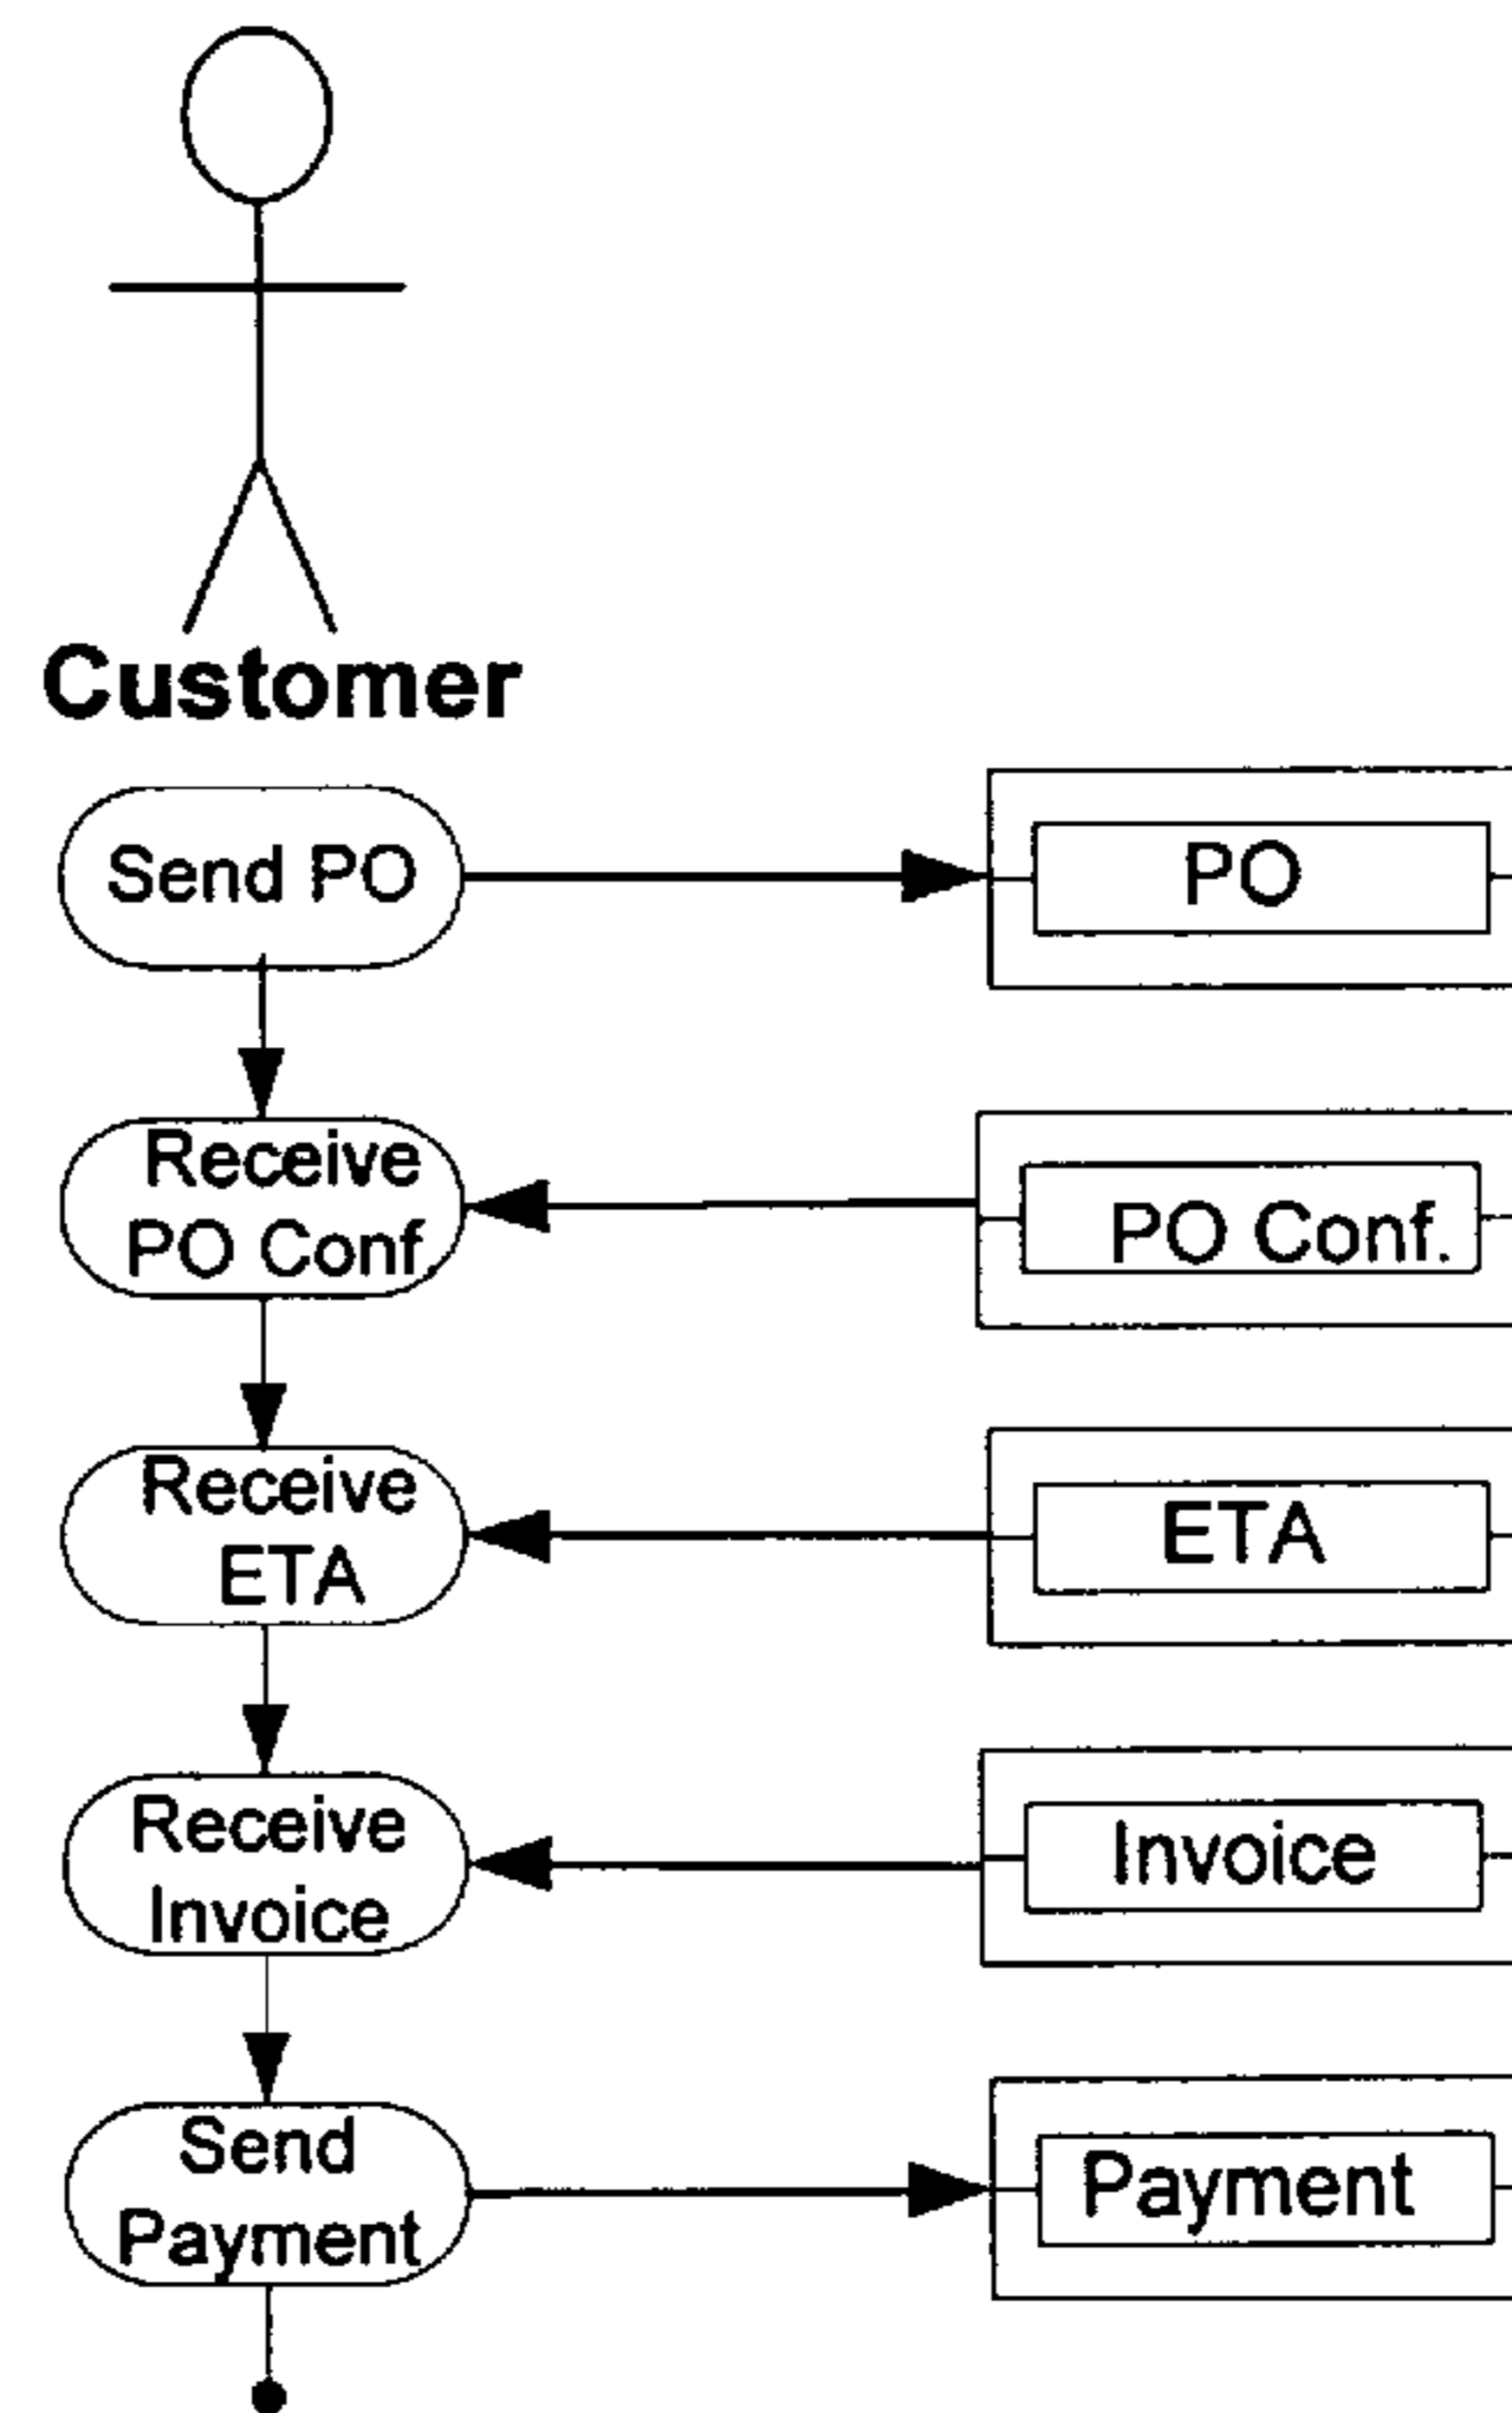 Customer
Send PO
PO
Receive
PO Conf.
PO Conf.
Receive
ETA
ETA
Receive
Invoice
Invoice
Send
Payment
Payment